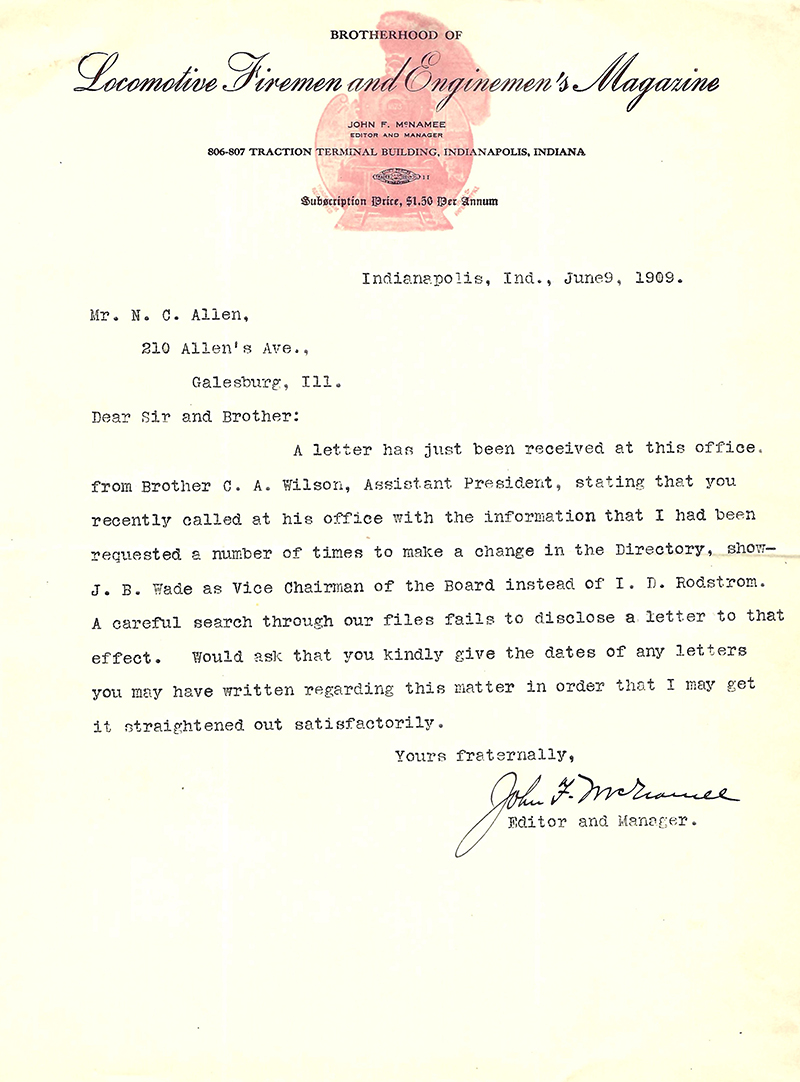 BROTHERHOOD OF
Locomotive Firemen and Enginemen's Magazine
JOHN F. McNAMEE
EDITOR AND MANAGER
806-807 TRACTION TERMINAL BUILDING, INDIANAPOLIS, INDIANA
11
Subscription Price, $1.50 Per Annum
Indianapolis, Ind., June9, 1909.
Mr. N. C. Allen,
210 Allen's Ave.,
Galesburg, Ill.
Dear Sir and Brother:
A letter has just been received at this office.
from Brother C. A. Wilson, Assistant President, stating that you
recently called at his office with the information that I had been
requested a number of times to make a change in the Directory, show-
J. B. Wade as Vice Chairman of the Board instead of I. D. Rodstrom.
A careful search through our files fails to disclose a letter to that
effect. Would ask that you kindly give the dates of any letters
you may have written regarding this matter in order that I may get
it straightened out satisfactorily.
Yours fraternally,
John F. McNamee
Editor and Manager.